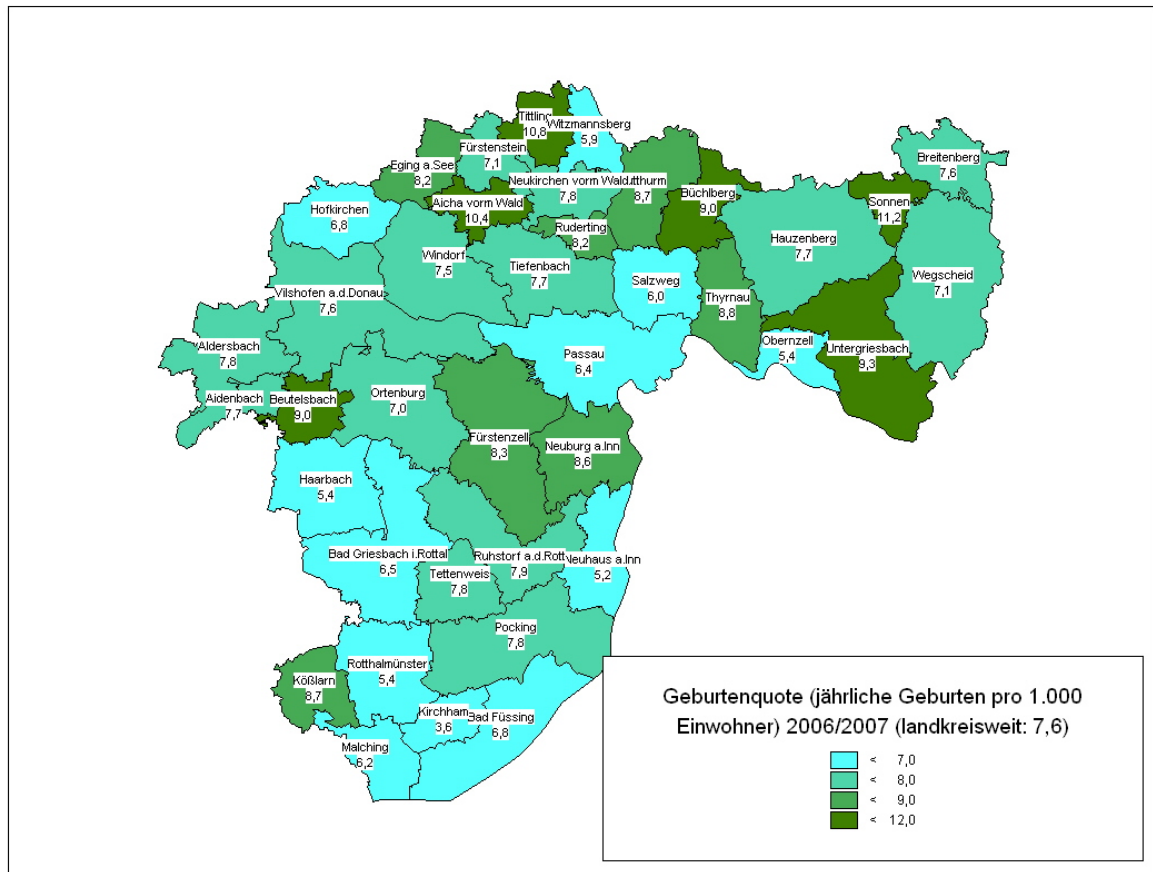 Tittling
10,8
Witzmannsberg
5,9
Fürstenstein
7,1
Eging a.See
8,2
Neukirchen vorm Wald
7,8
utthurm
8,7
Büchlberg
9,0
Breitenberg
7,6
Sonnen
11,2
Aicha vorm Wald
10,4
Hofkirchen
6,8
Ruderting
8,2
Hauzenberg
7,7
Windorf
7,5
Tiefenbach
7,7
Salzweg
6,0
Wegscheid
7,1
Thyrnau
8,8
Vilshofen a.d.Donau
7,6
Obernzell
5,4
Untergriesbach
9,3
Aldersbach
7,8
Passau
6,4
Aidenbach
7,7
Beutelsbach
9,0
Ortenburg
7,0
Fürstenzell
8,3
Neuburg a.Inn
8,6
Haarbach
5,4
Bad Griesbach i.Rottal
6,5
Ruhstorf a.d.Rott
7,9
Neuhaus a.Inn
5,2
Tettenweis
7,8
Pocking
7,8
Rotthalmünster
5,4
Kößlarn
8,7
Kirchham
3,6
Bad Füssing
6,8
Malching
6,2
Geburtenquote (jährliche Geburten pro 1.000
Einwohner) 2006/2007 (landkreisweit: 7,6)
< 7,0
< 8,0
< 9,0
< 12,0